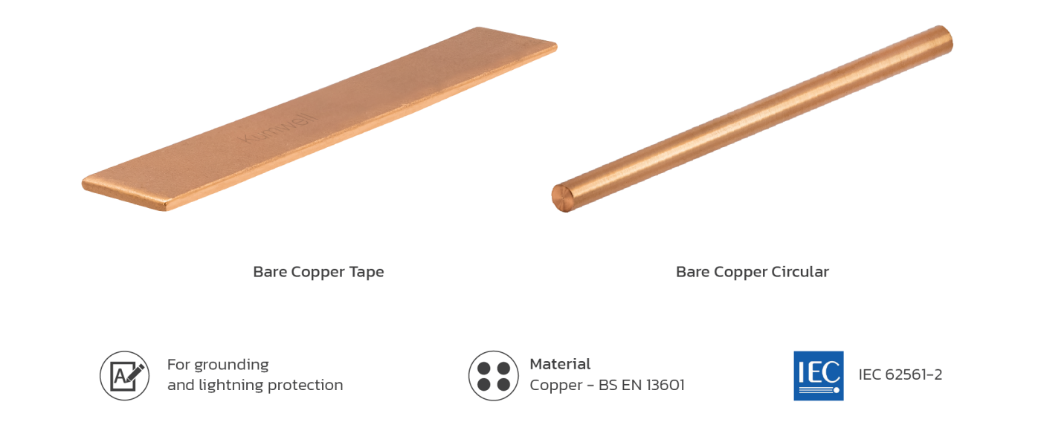 Kumwell
Bare Copper Tape
Bare Copper Circular
For grounding
and lightning protection
Material
Copper - BS EN 13601
IEC
IEC 62561-2